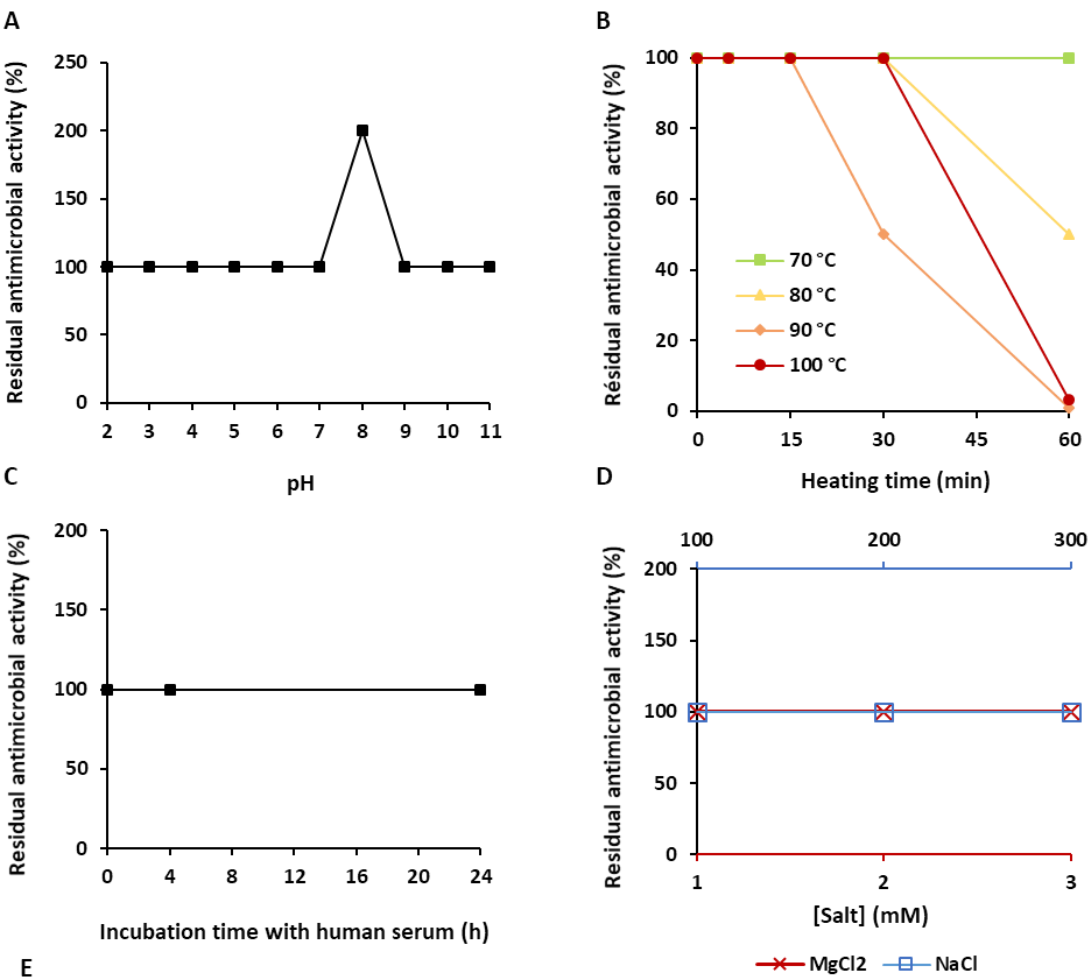 A
Residual antimicrobial activity (%)
250
200
150
100
50
0
2 3 4 5 6 7 8 9 10 11
pH
B
Résidual antimicrobial activity (%)
100
80
60
40
20
0
70 °C
80 °C
90 °C
100 °C
0 15 30 45 60
Heating time (min)
C
Residual antimicrobial activity (%)
200
150
100
50
0
0 4 8 12 16 20 24
Incubation time with human serum (h)
D
Residual antimicrobial activity (%)
100 200 300
200
150
100
50
0
1 2 3
[Salt] (mM)
MgCl2 NaCl
E